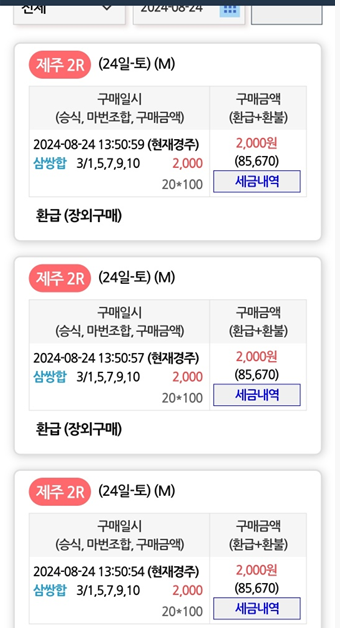 전체 2024-08-24
제주 2R (24일-토) (M)
구매일시 구매금액
(승식, 마번조합, 구매금액) (환급+환불)
2024-08-24 13:50:59 (현재경주) 2,000원
삼쌍합 3/1,5,7,9,10 2,000 (85,670)
20*100 세금내역
환급 (장외구매)
제주 2R (24일-토) (M)
구매일시 구매금액
(승식, 마번조합, 구매금액) (환급+환불)
2024-08-24 13:50:57 (현재경주) 2,000원
삼쌍합 3/1,5,7,9,10 2,000 (85,670)
20*100 세금내역
환급 (장외구매)
제주 2R (24일-토) (M)
구매일시 구매금액
(승식, 마번조합, 구매금액) (환급+환불)
2024-08-24 13:50:54 (현재경주) 2,000원
삼쌍합 3/1,5,7,9,10 2,000 (85,670)
20*100 세금내역